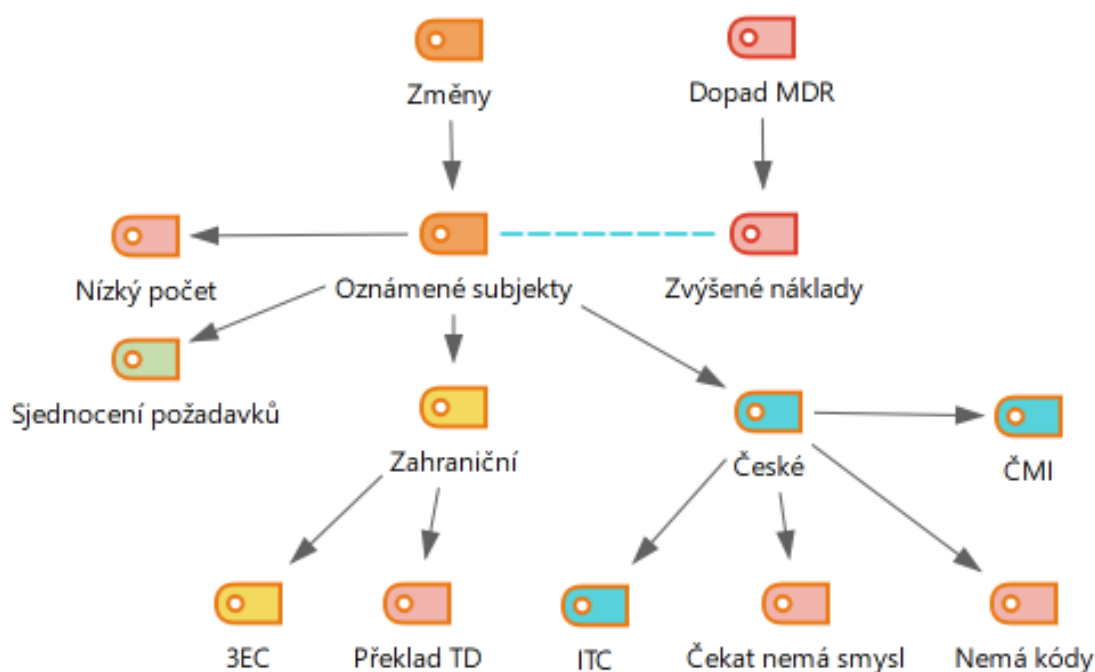 Změny
Dopad MDR
Nízký počet
Oznámené subjekty
Zvýšené náklady
Sjednocení požadavků
Zahraniční
České
ČMI
3EC
Překlad TD
ITC
Čekat nemá smysl
Nemá kódy